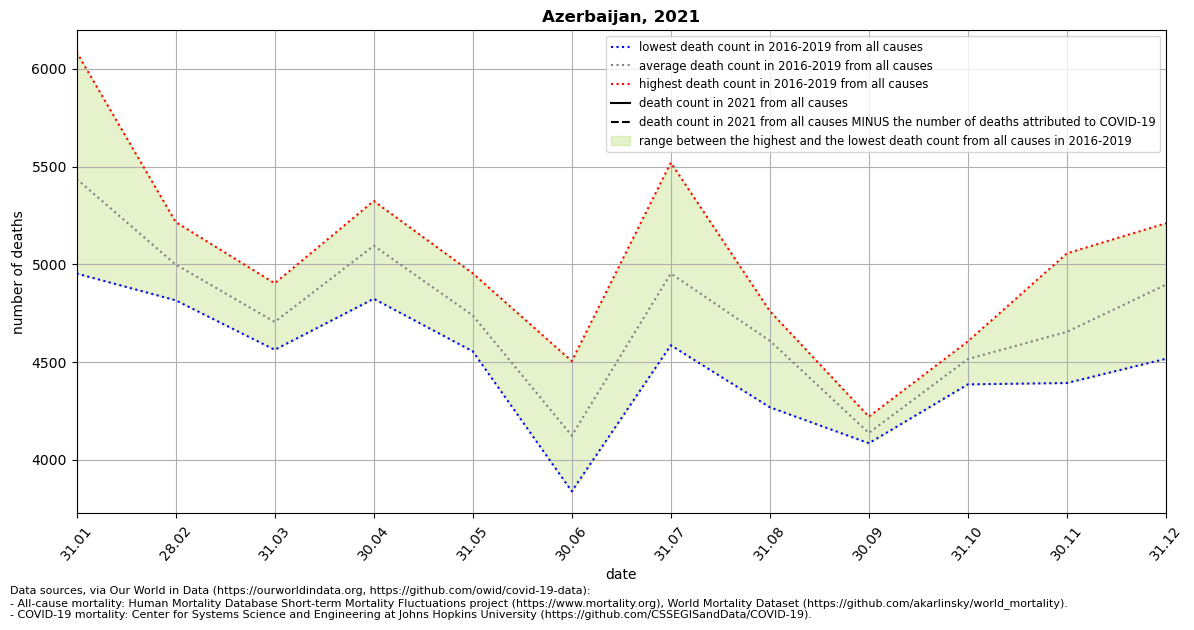 Azerbaijan, 2021
lowest death count in 2016-2019 from all causes
average death count in 2016-2019 from all causes
highest death count in 2016-2019 from all causes
death count in 2021 from all causes
death count in 2021 from all causes MINUS the number of deaths attributed to COVID-19
range between the highest and the lowest death count from all causes in 2016-2019
number of deaths
6000
5500
5000
4500
4000
31.01
28.02
31.03
30.04
31.05
30.06
31.07
31.08
30.09
31.10
30.11
31.12
date
Data sources, via Our World in Data (https://ourworldindata.org, https://github.com/owid/covid-19-data):
- All-cause mortality: Human Mortality Database Short-term Mortality Fluctuations project (https://www.mortality.org), World Mortality Dataset (https://github.com/akarlinsky/world_mortality).
- COVID-19 mortality: Center for Systems Science and Engineering at Johns Hopkins University (https://github.com/CSSEGISandData/COVID-19).